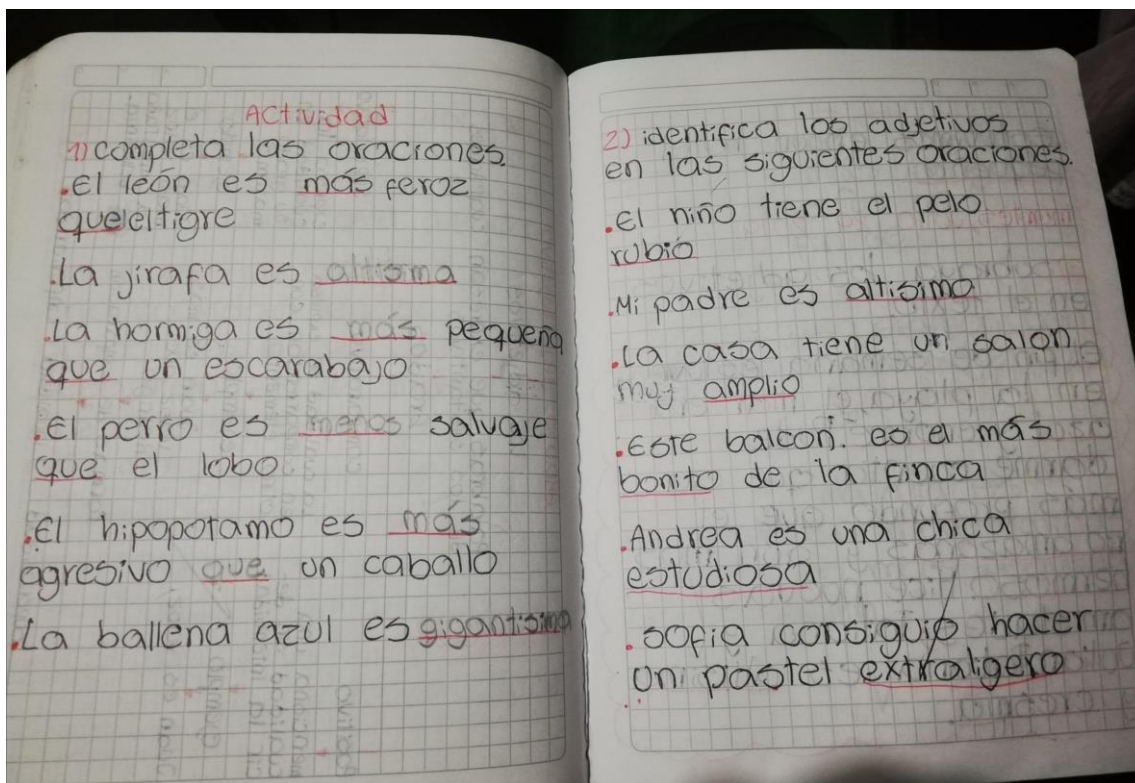 Actividad
1) completa las oraciones.
.El león es más feroz
que el tigre
.La jirafa es altisima
.La hormiga es más pequeña
que un escarabajo
.El perro es menos salvaje
que el lobo
.El hipopotamo es más
agresivo que un caballo
.La ballena azul es gigantisima
2) identifica los adjetivos
en las siguientes oraciones.
.El niño tiene el pelo
rubio
.Mi padre es altisimo
.La casa tiene un salon
muy amplio
.Este balcon. es el más
bonito de la finca
.Andrea es una chica
estudiosa
.sofia consiguio hacer
un pastel extraligero